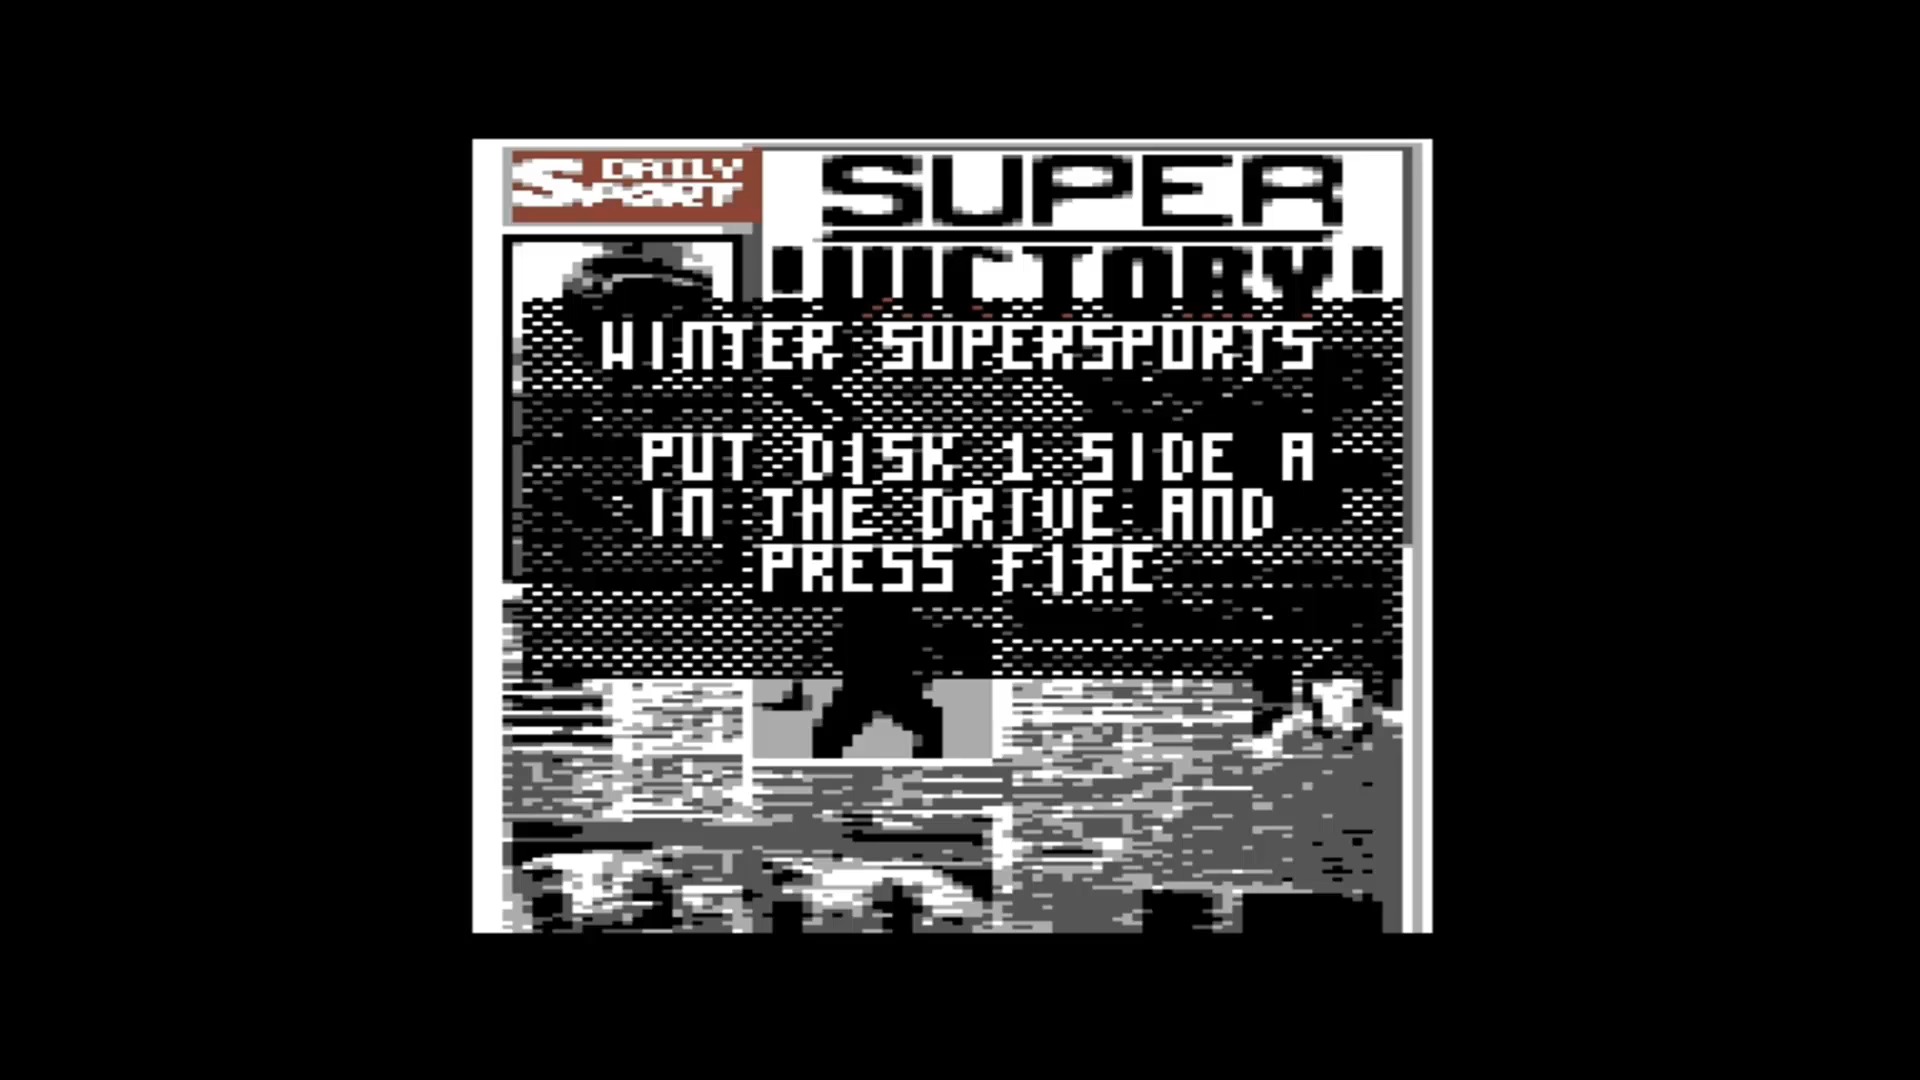 DAILY
SPORT
SUPER
VICTORY
WINTER SUPERSPORTS
PUT DISK 1 SIDE A
IN THE DRIVE AND
PRESS FIRE